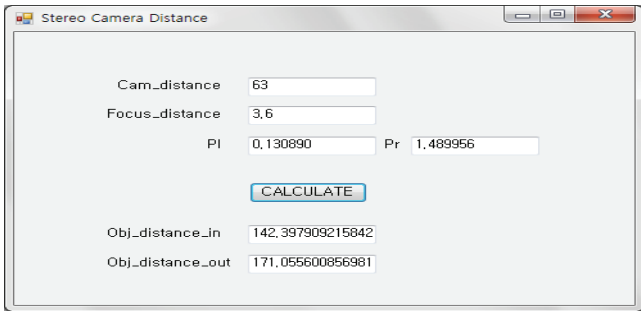 Stereo Camera Distance
Cam_distance 63
Focus_distance 3.6
Pl 0.130890 Pr 1.489956
CALCULATE
Obj_distance_in 142.397909215842
Obj_distance_out 171.055600856981